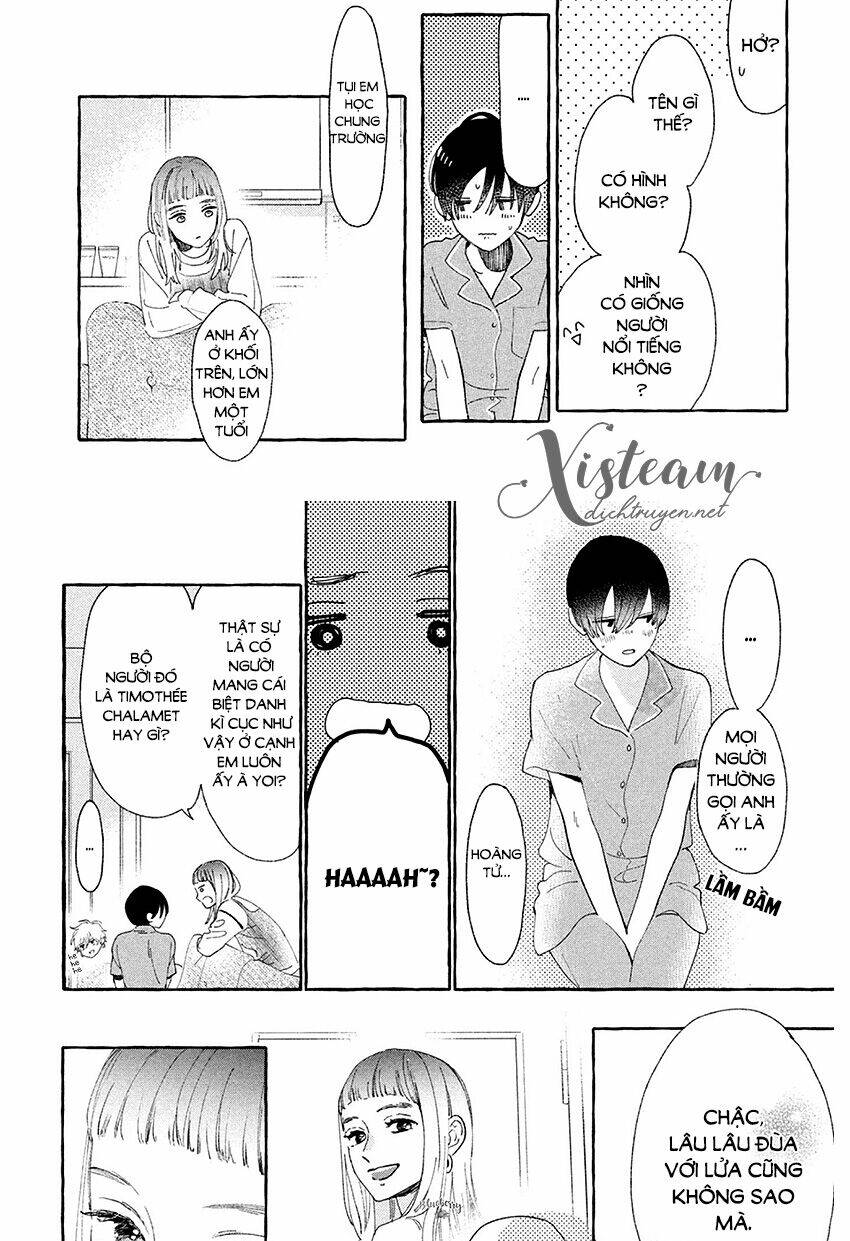 HỞ?
TÊN GÌ
THẾ?
CÓ HÌNH
KHÔNG?
NHÌN
CÓ GIỐNG
NGƯỜI
NỔI TIẾNG
KHÔNG
?
....
TỤI EM
HỌC
CHUNG
TRƯỜNG
ANH ẤY
Ở KHỐI
TRÊN, LỚN
HƠN EM
MỘT
TUỔI
Xisteam
dichtruyen.net
...
MỌI
NGƯỜI
THƯỜNG
GỌI ANH
ẤY LÀ
...
LẦM BẦM
HOÀNG
TỬ...
HAAAAH~?
THẬT SỰ
LÀ CÓ
NGƯỜI
MANG CÁI
BIỆT DANH
KÌ CỤC NHƯ
VẬY Ở CẠNH
EM LUÔN
ẤY À YOI?
BỘ
NGƯỜI ĐÓ
LÀ TIMOTHÉE
CHALAMET
HAY GÌ?
...
he
he
he
CHẬC,
LÂU LÂU ĐÙA
VỚI LỬA CŨNG
KHÔNG SAO
MÀ.
Blueberry